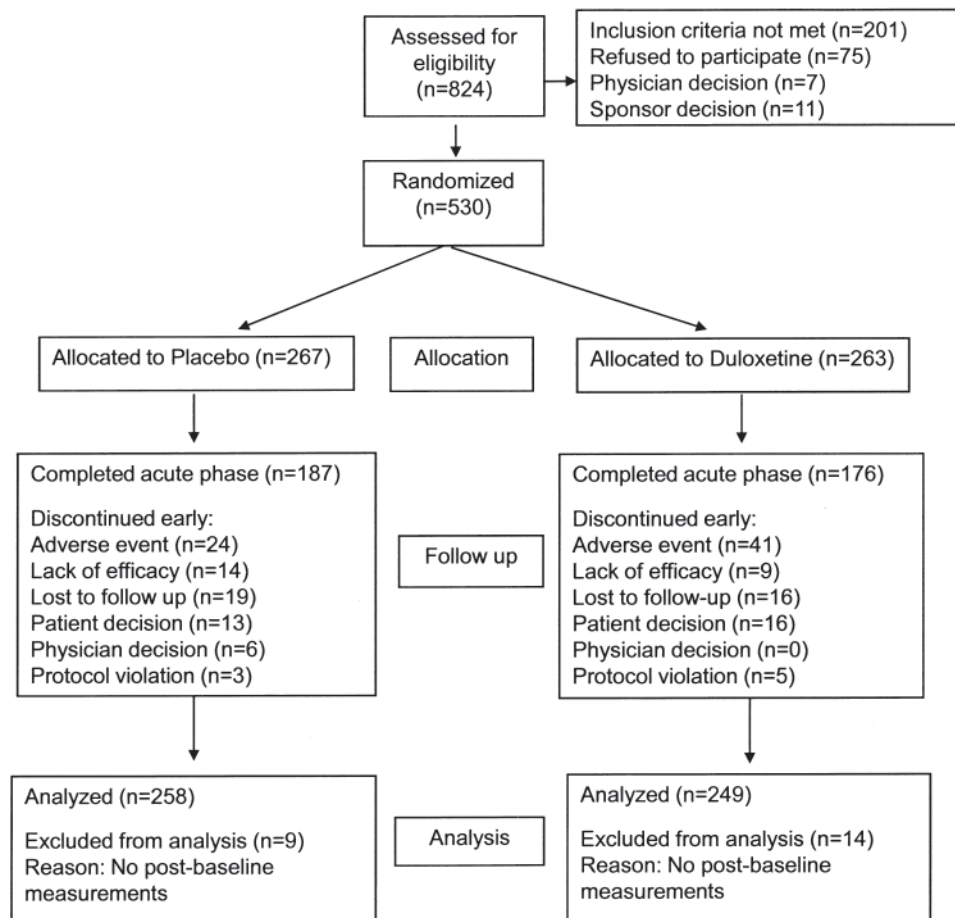 Assessed for
eligibility
(n=824)
Inclusion criteria not met (n=201)
Refused to participate (n=75)
Physician decision (n=7)
Sponsor decision (n=11)
Randomized
(n=530)
Allocated to Placebo (n=267)
Allocation
Allocated to Duloxetine (n=263)
Completed acute phase (n=187)
Discontinued early:
Adverse event (n=24)
Lack of efficacy (n=14)
Lost to follow up (n=19)
Patient decision (n=13)
Physician decision (n=6)
Protocol violation (n=3)
Follow up
Completed acute phase (n=176)
Discontinued early:
Adverse event (n=41)
Lack of efficacy (n=9)
Lost to follow-up (n=16)
Patient decision (n=16)
Physician decision (n=0)
Protocol violation (n=5)
Analyzed (n=258)
Excluded from analysis (n=9)
Reason: No post-baseline
measurements
Analysis
Analyzed (n=249)
Excluded from analysis (n=14)
Reason: No post-baseline
measurements